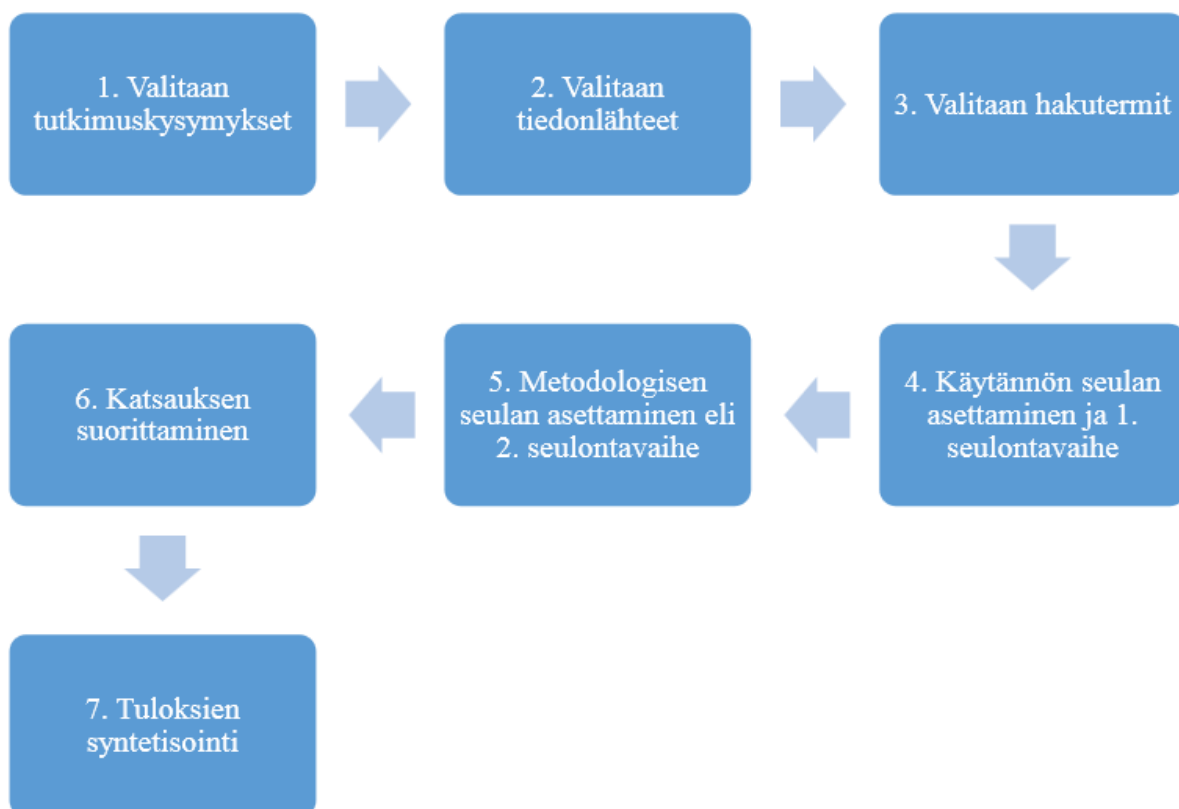 1. Valitaan
tutkimuskysymykset
2. Valitaan
tiedonlähteet
3. Valitaan hakutermit
4. Käytännön seulan
asettaminen ja 1.
seulontavaihe
5. Metodologisen
seulan asettaminen eli
2. seulontavaihe
6. Katsauksen
suorittaminen
7. Tuloksien
syntetisointi